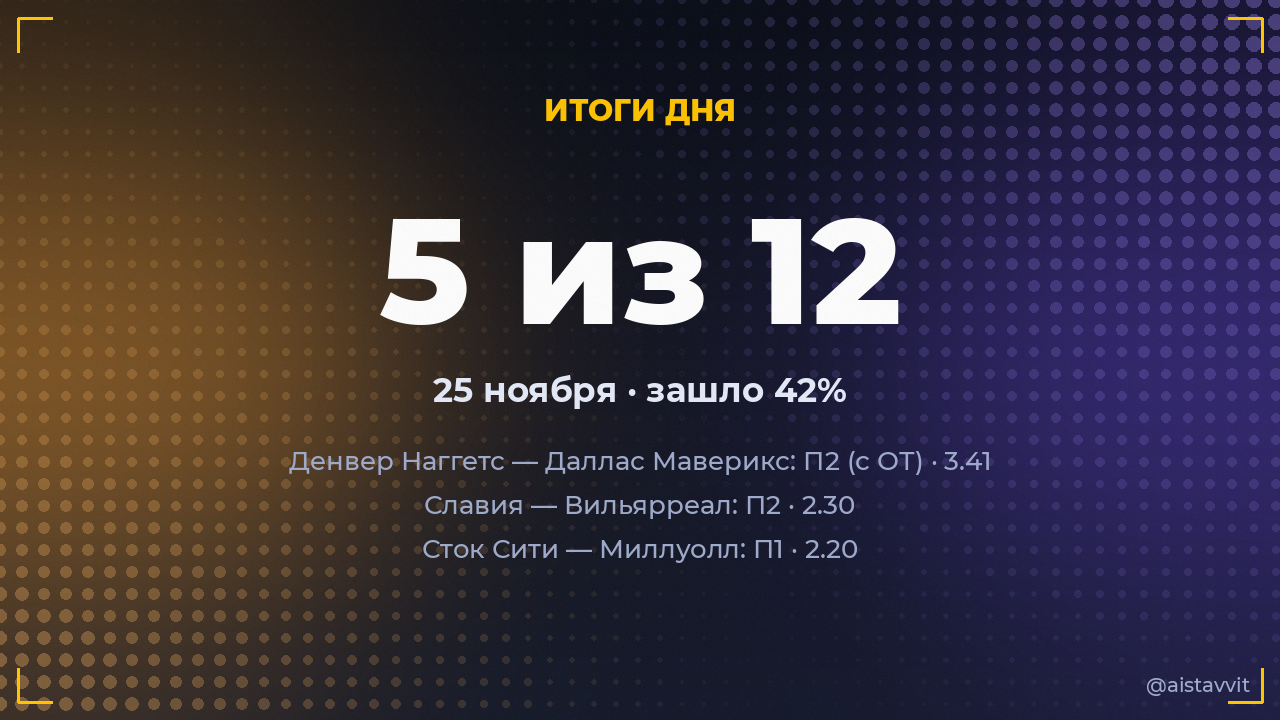 ИТОГИ ДНЯ
5 из 12
25 ноября · зашло 42%
Денвер Наггетс — Даллас Маверикс: П2 (с ОТ) · 3.41
Славия — Вильярреал: П2 · 2.30
Сток Сити — Миллуолл: П1 · 2.20
@aistavvit